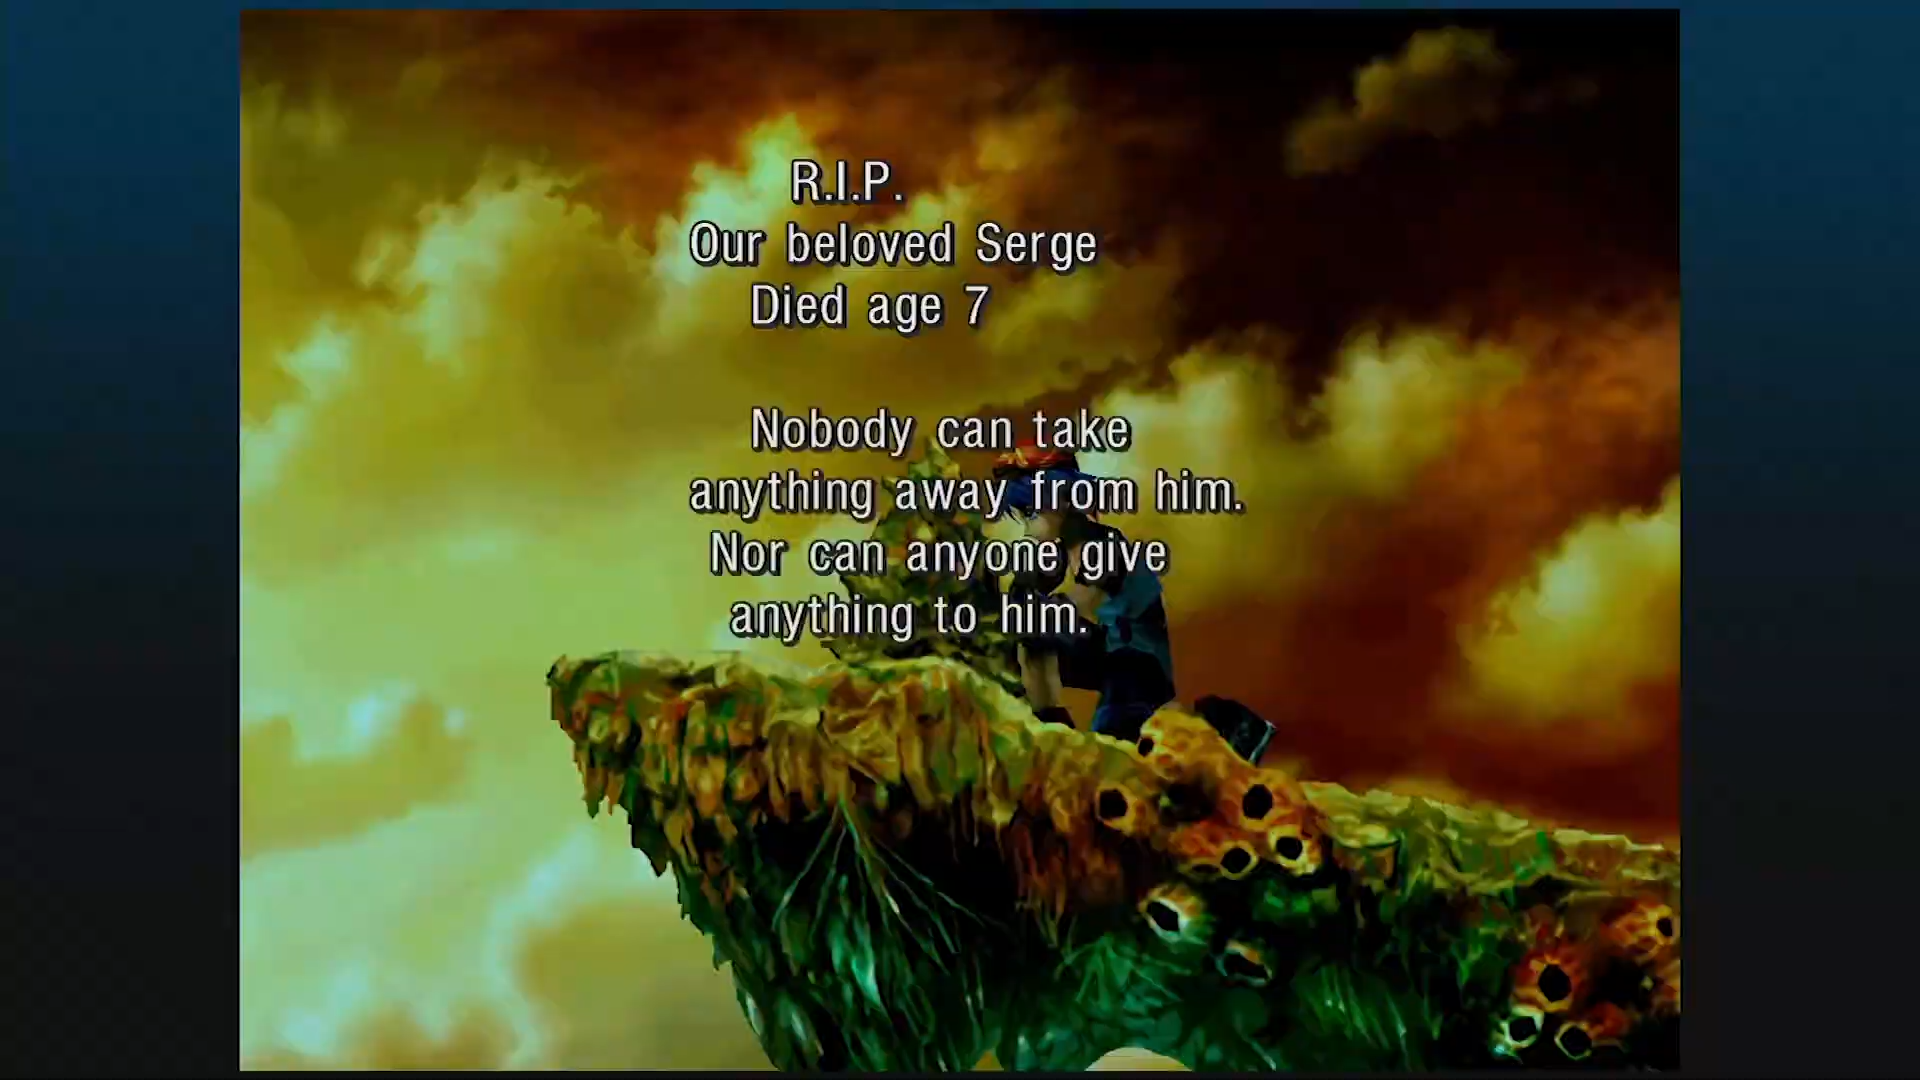 R.I.P.
Our beloved Serge
Died age 7
Nobody can take
anything away from him.
Nor can anyone give
anything to him.